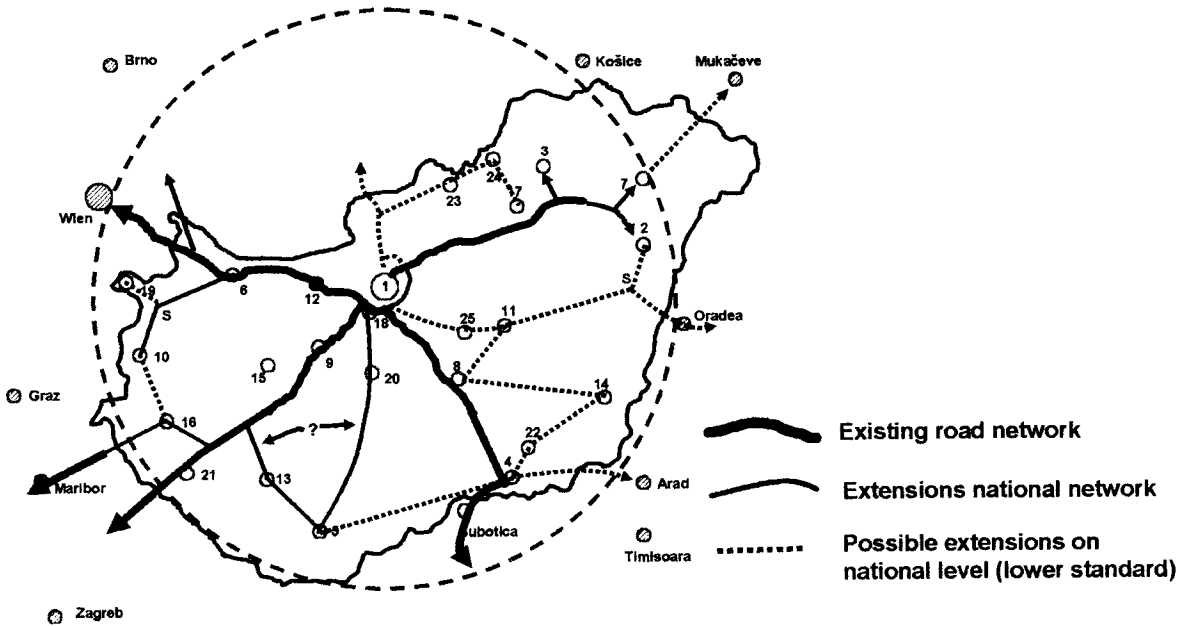 Brno
Košice
Mukačeve
3
24
7
23
7
Wien
2
1
19
6
S
12
S
11
25
18
Oradea
10
9
8
15
20
14
Graz
16
?
22
Existing road network
21
13
4
Maribor
Arad
Extensions national network
5
ubotica
Timisoara
Possible extensions on
national level (lower standard)
Zagreb